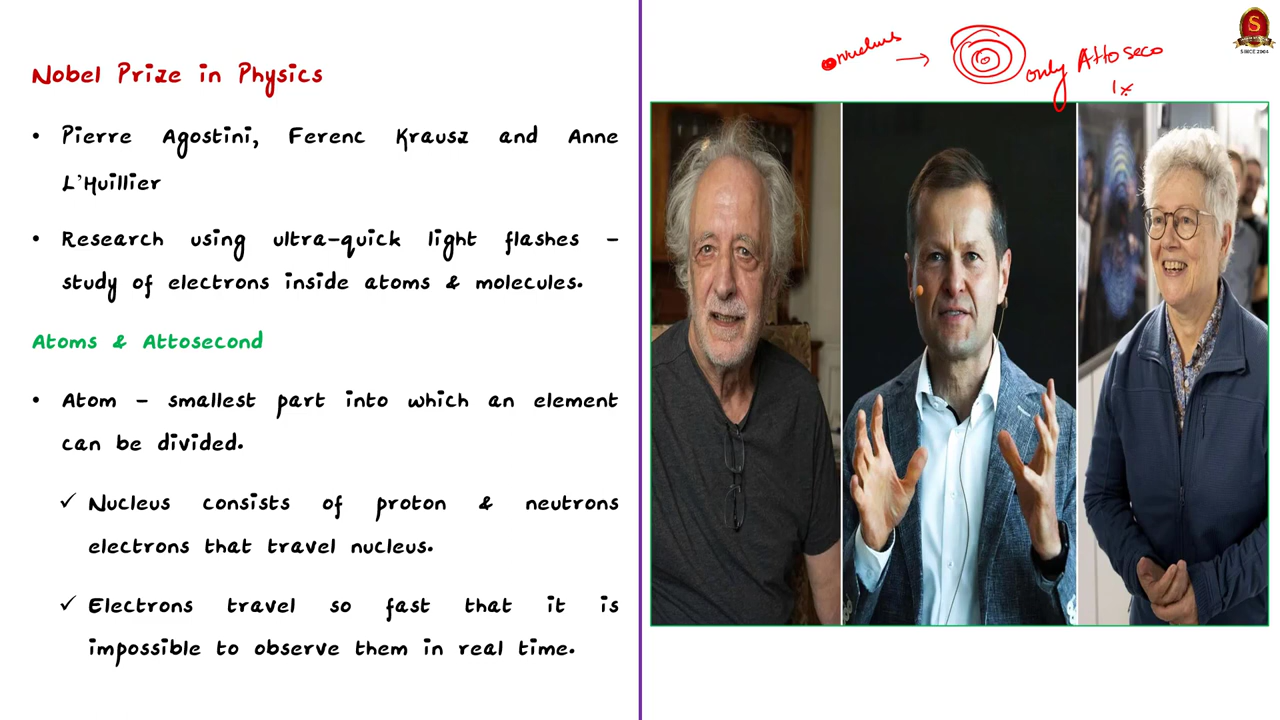 Nobel Prize in Physics
• Pierre Agostini, Ferenc Krausz and Anne
L'Huillier
• Research using ultra-quick light flashes –
study of electrons inside atoms & molecules.
Atoms & Attosecond
• Atom – smallest part into which an element
can be divided.
✓ Nucleus consists of proton & neutrons
electrons that travel nucleus.
✓ Electrons travel so fast that it is
impossible to observe them in real time.
nucleus → only Attoseco
1x
S
SINCE 2004